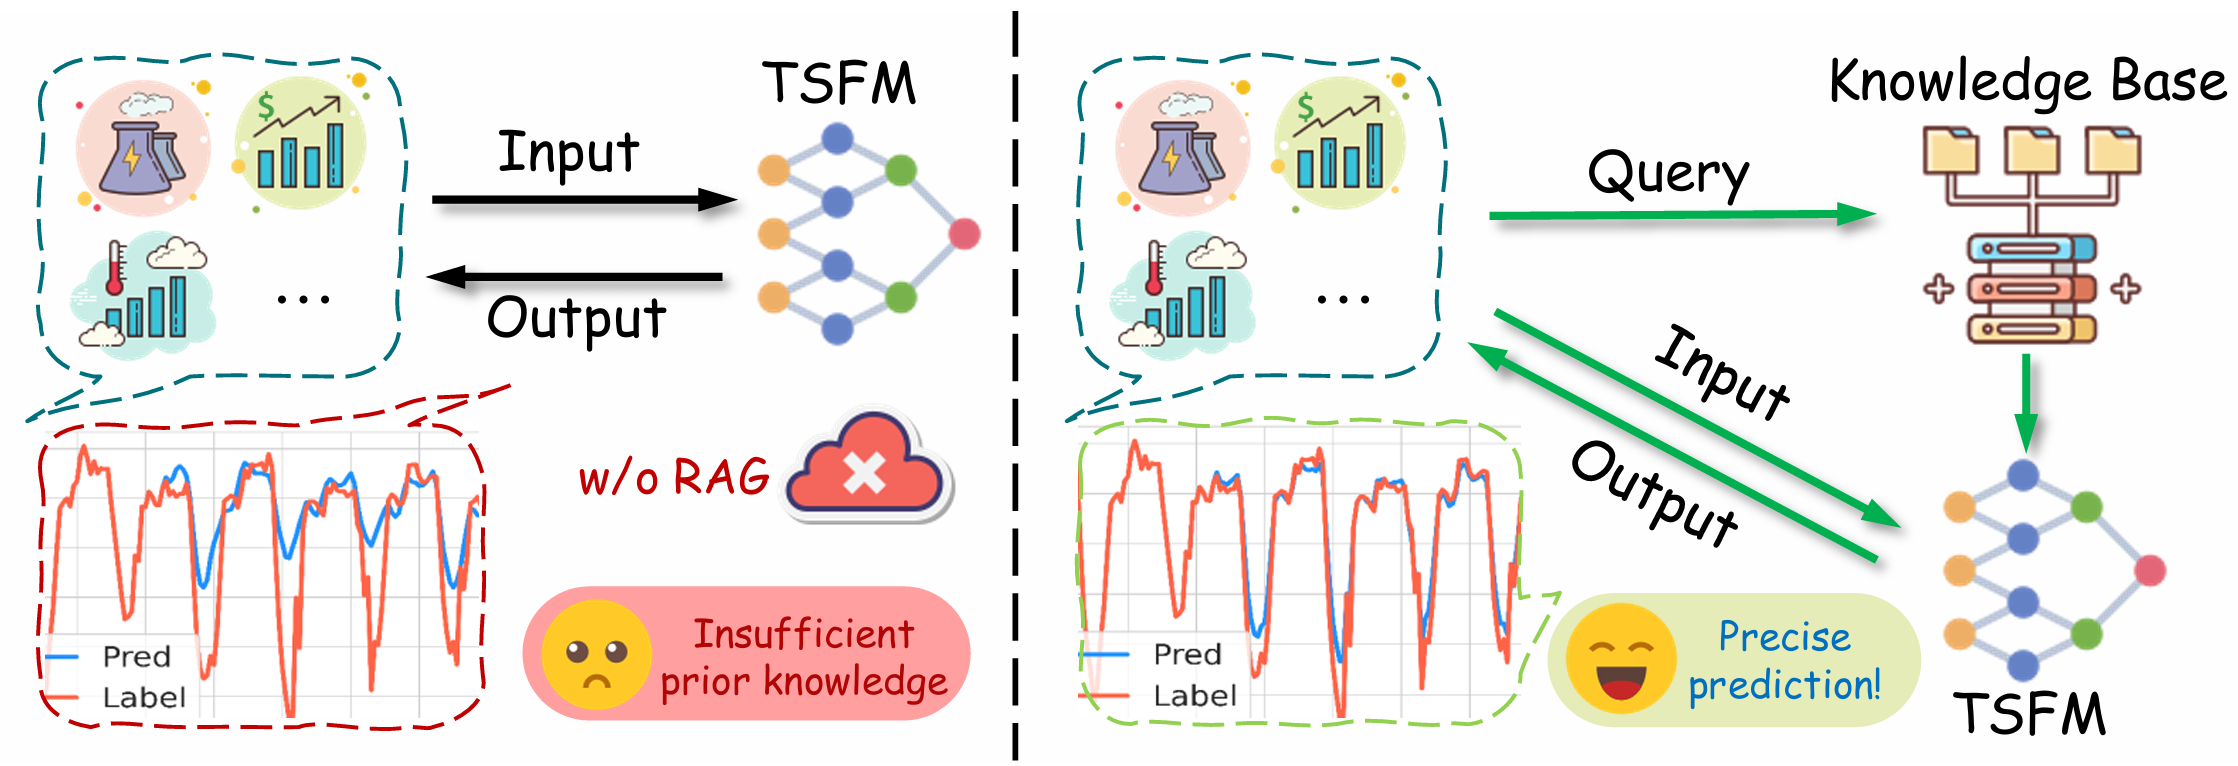 TSFM
$
Input
Output
...
w/o RAG
Pred
Label
Insufficient
prior knowledge
Knowledge Base
$
Query
...
Input
Output
Pred
Label
Precise
prediction!
TSFM